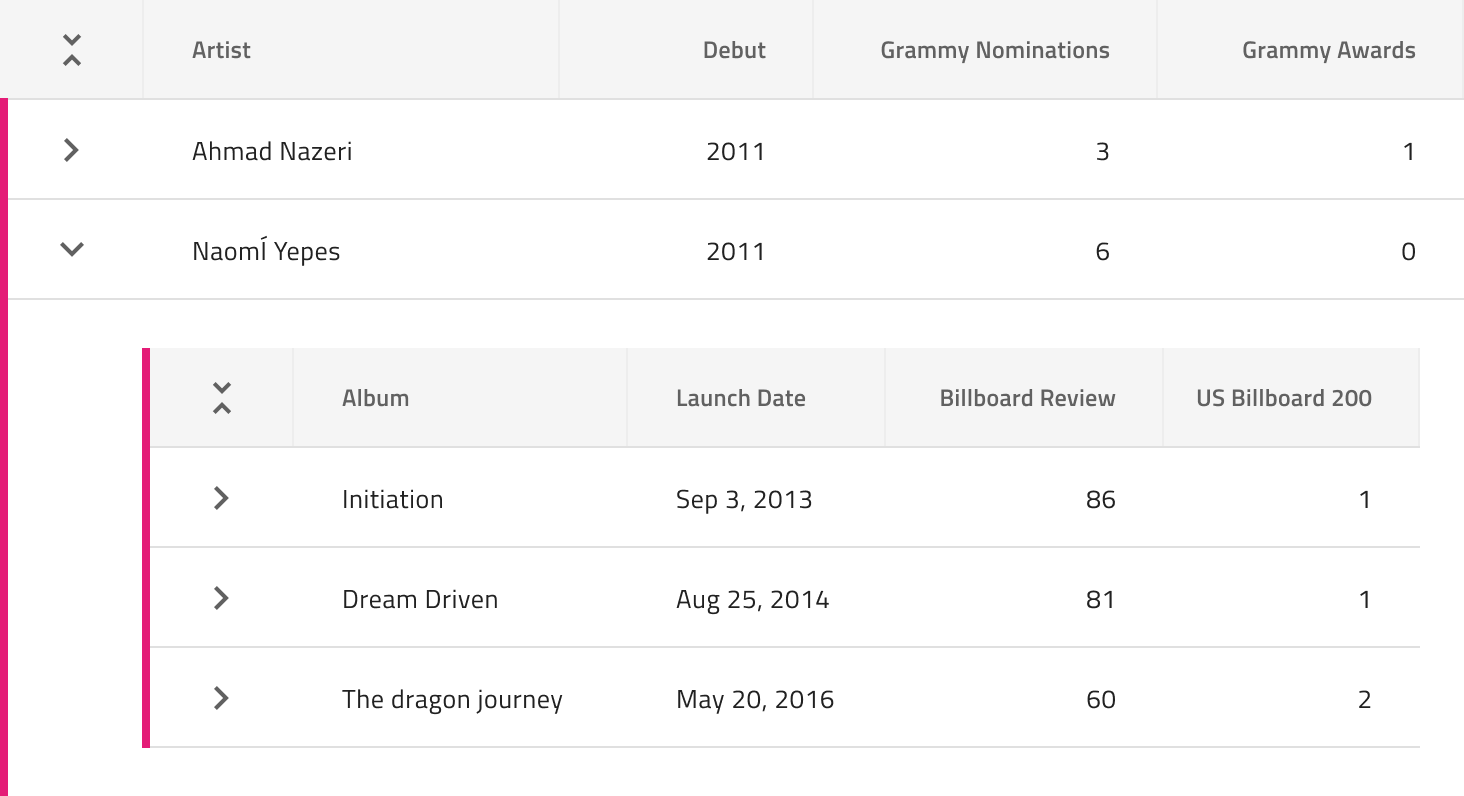 Artist Debut Grammy Nominations Grammy Awards
Ahmad Nazeri 2011 3 1
NaomÍ Yepes 2011 6 0
Album Launch Date Billboard Review US Billboard 200
Initiation Sep 3, 2013 86 1
Dream Driven Aug 25, 2014 81 1
The dragon journey May 20, 2016 60 2